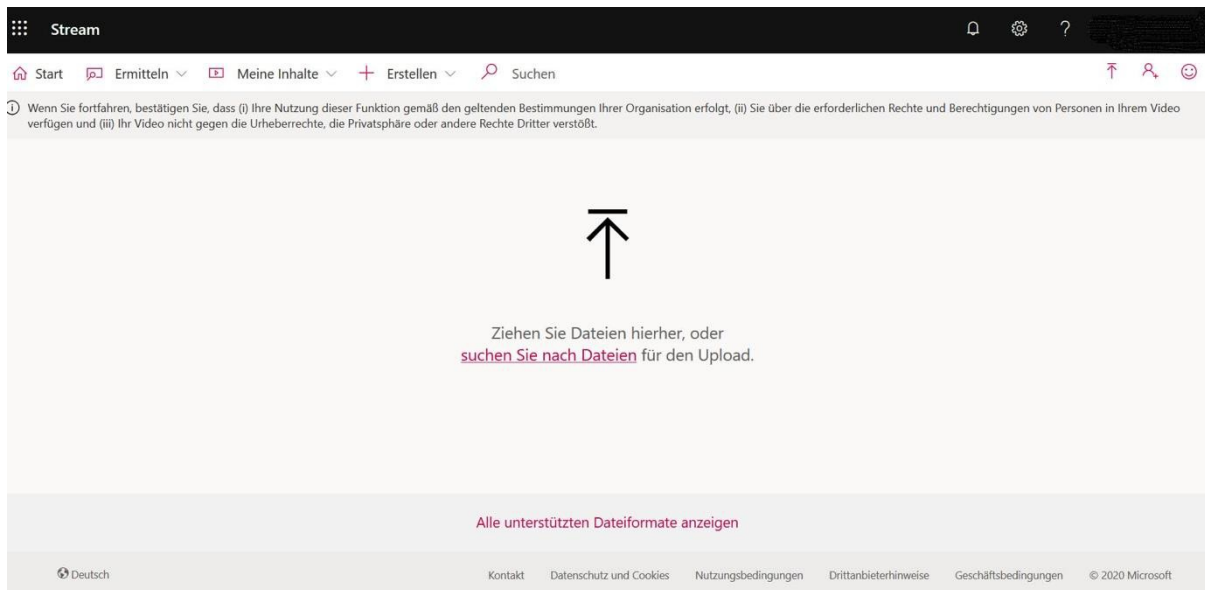 Stream
Start Ermitteln Meine Inhalte Erstellen Suchen
Wenn Sie fortfahren, bestätigen Sie, dass (i) Ihre Nutzung dieser Funktion gemäß den geltenden Bestimmungen Ihrer Organisation erfolgt, (ii) Sie über die erforderlichen Rechte und Berechtigungen von Personen in Ihrem Video
verfügen und (iii) Ihr Video nicht gegen die Urheberrechte, die Privatsphäre oder andere Rechte Dritter verstößt.
Ziehen Sie Dateien hierher, oder
suchen Sie nach Dateien für den Upload.
Alle unterstützten Dateiformate anzeigen
Deutsch Kontakt Datenschutz und Cookies Nutzungsbedingungen Drittanbieterhinweise Geschäftsbedingungen © 2020 Microsoft